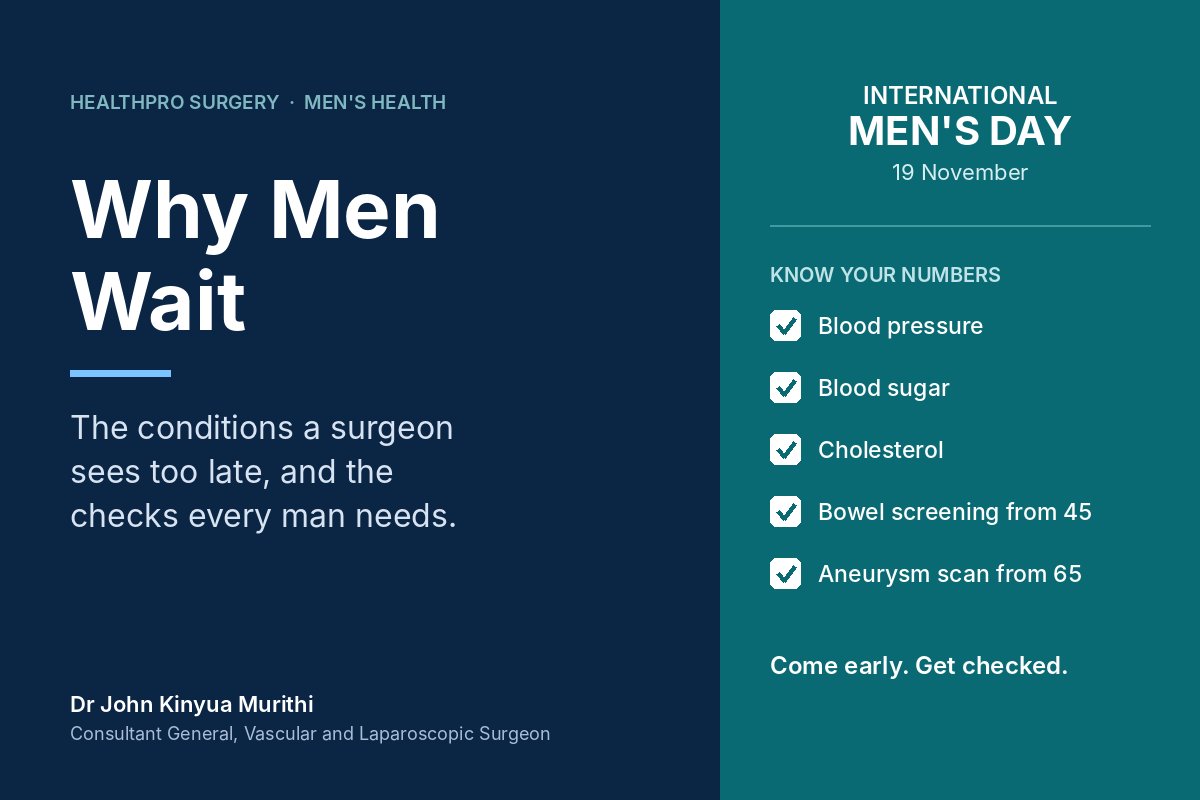 HEALTHPRO SURGERY · MEN'S HEALTH
Why Men
Wait
The conditions a surgeon
sees too late, and the
checks every man needs.
Dr John Kinyua Murithi
Consultant General, Vascular and Laparoscopic Surgeon
INTERNATIONAL
MEN'S DAY
19 November
KNOW YOUR NUMBERS
Blood pressure
Blood sugar
Cholesterol
Bowel screening from 45
Aneurysm scan from 65
Come early. Get checked.